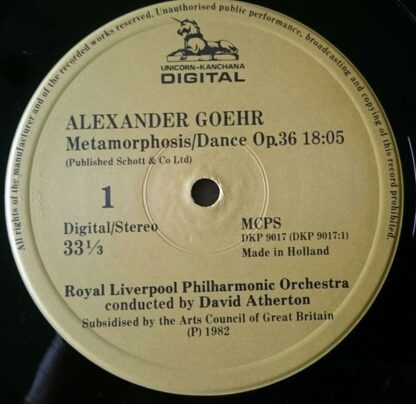 All rights of the manufacturer and of the recorded works reserved. Unauthorised public performance, broadcasting and copying of this record prohibited.
UNICORN-KANCHANA
DIGITAL
ALEXANDER GOEHR
Metamorphosis/Dance Op.36 18:05
(Published Schott & Co Ltd)
1
Digital/Stereo
MCPS
33 1/3
DKP 9017 (DKP 9017:1)
Made in Holland
Royal Liverpool Philharmonic Orchestra
conducted by David Atherton
Subsidised by the Arts Council of Great Britain
(P) 1982